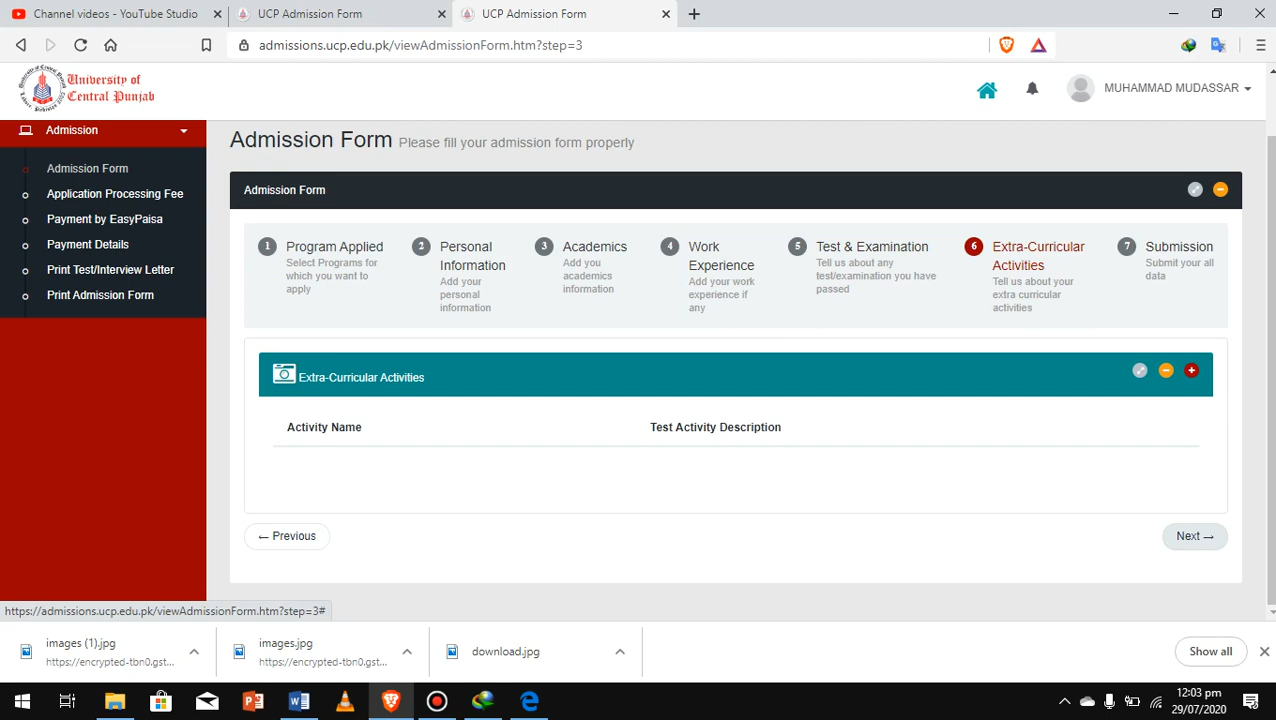 Channel videos - YouTube Studio
UCP Admission Form
UCP Admission Form
admissions.ucp.edu.pk/viewAdmissionForm.htm?step=3
University of
Central Punjab
MUHAMMAD MUDASSAR
Admission
Admission Form
Application Processing Fee
Payment by EasyPaisa
Payment Details
Print Test/Interview Letter
Print Admission Form
Admission Form Please fill your admission form properly
Admission Form
1 Program Applied
Select Programs for
which you want to
apply
2 Personal
Information
Add your
personal
information
3 Academics
Add you
academics
information
4 Work
Experience
Add your work
experience if
any
5 Test & Examination
Tell us about any
test/examination you have
passed
6 Extra-Curricular
Activities
Tell us about your
extra curricular
activities
7 Submission
Submit your all
data
Extra-Curricular Activities
Activity Name Test Activity Description
← Previous
Next →
https://admissions.ucp.edu.pk/viewAdmissionForm.htm?step=3#
images (1).jpg
https://encrypted-tbn0.gst...
images.jpg
https://encrypted-tbn0.gst...
download.jpg
Show all
12:03 pm
29/07/2020